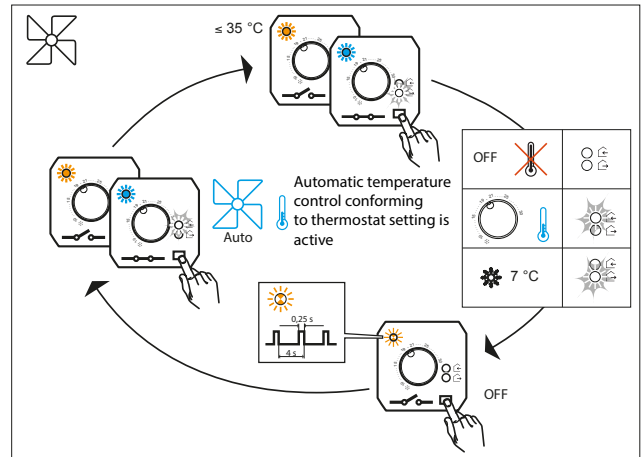 ≤ 35 °C
OFF
7 °C
Auto
Automatic temperature
control conforming
to thermostat setting is
active
0,25 s
4 s
OFF